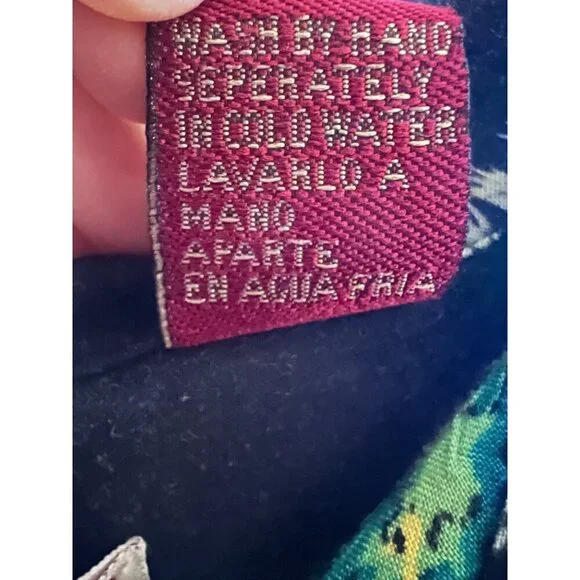 WASH BY HAND
SEPERATELY
IN COLD WATER
LAVARLO A
MANO
APARTE
EN AGUA FRIA